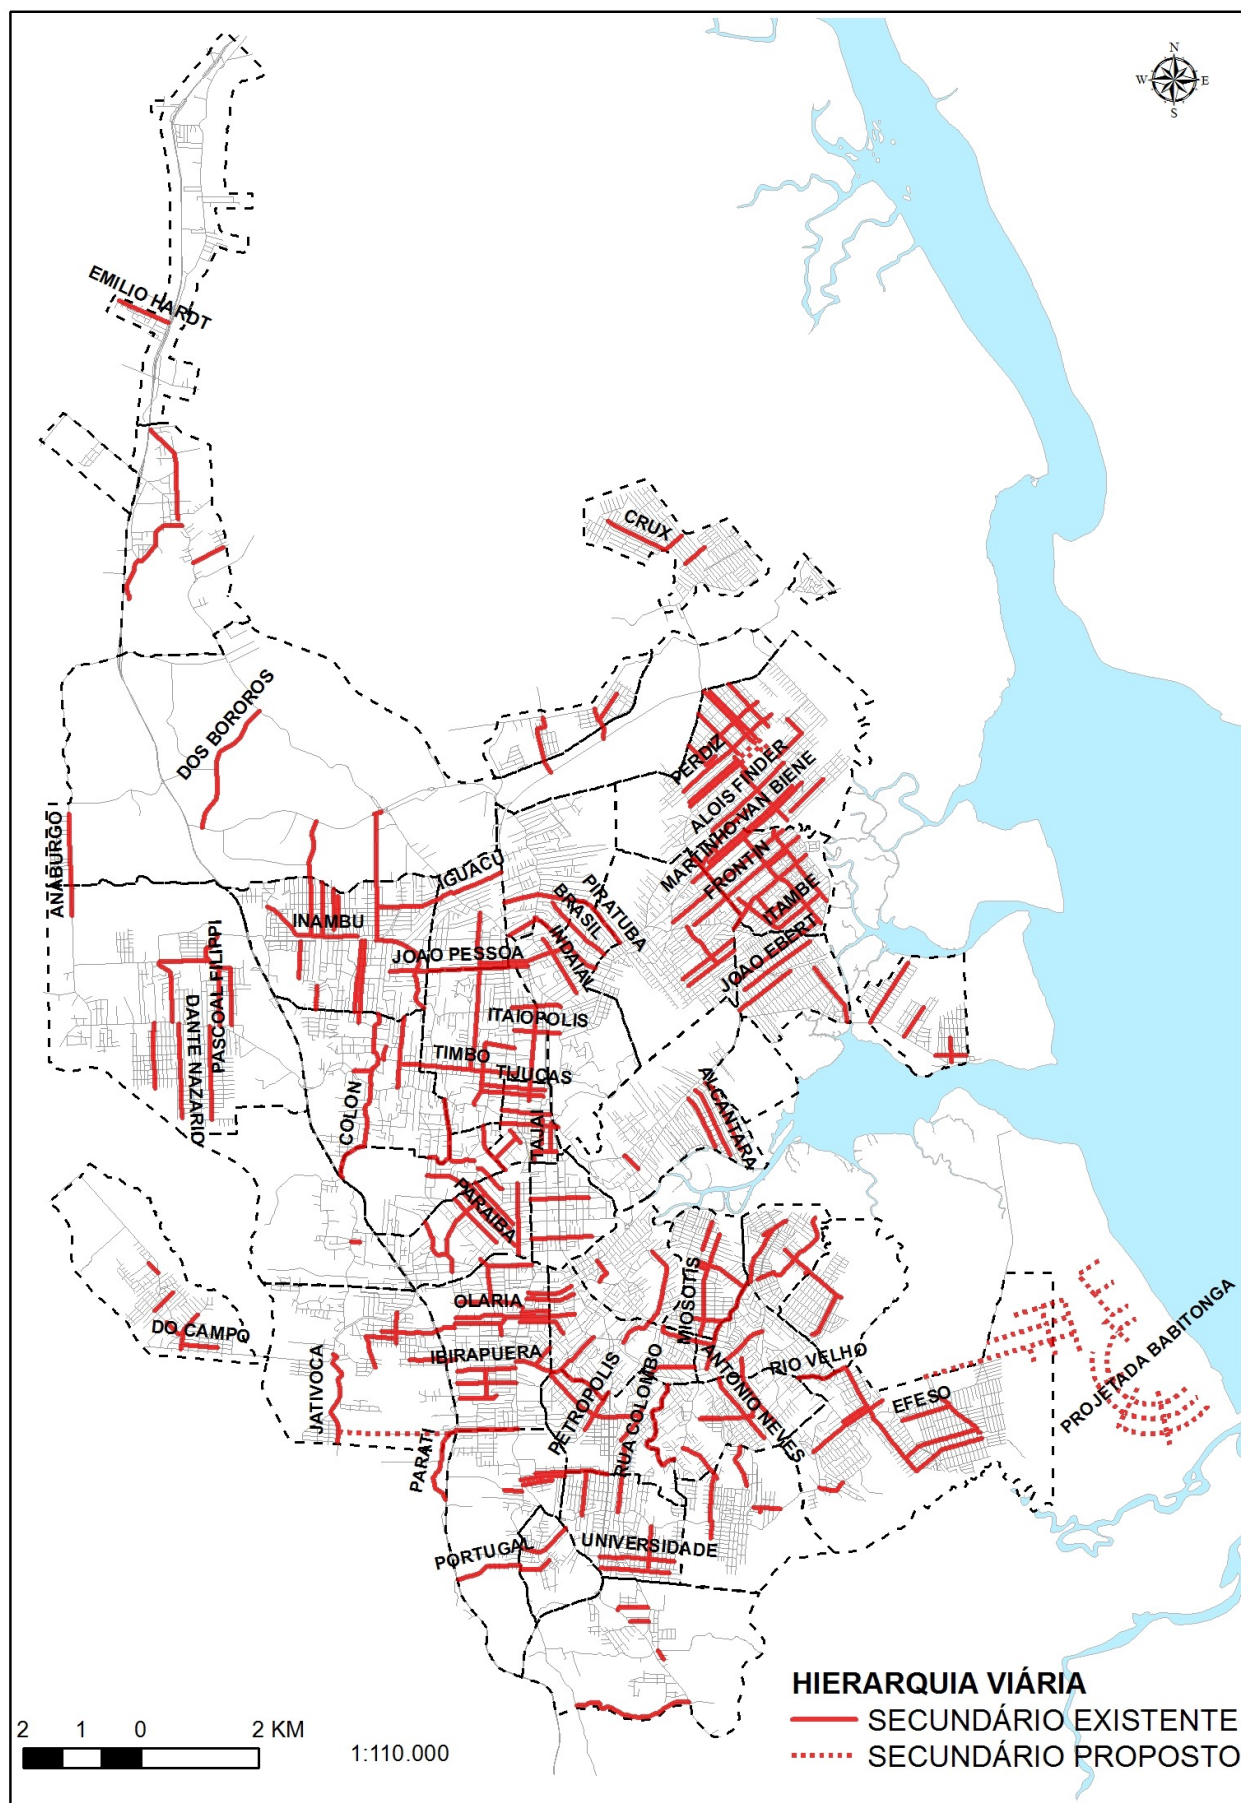 N
W E
S
EMILIO HARDT
CRUX
DOS BOROROS
PERDIZ
ALOIS FINDER
MARTINHO VAN BIENE
ANABURGO
IGUACU
PIRATUBA
BRASIL
FRONTIN
ITAMBE
INAMBU
INDAIAL
JOAO PESSOA
JOAO EBERT
PASCOAL FILIPPI
DANTE NAZARIO
ITAIOPOLIS
TIMBO
TIJUCAS
COLON
ALCANTARA
PARAIBA
MIOSOTIS
OLARIA
DO CAMPO
IBIRAPUERA
JATIVOCA
PETROPOLIS
RUA COLOMBO
ANTONIO NEVES
RIO VELHO
EFESO
PROJETADA BABITONGA
PARATI
PORTUGAL
UNIVERSIDADE
HIERARQUIA VIÁRIA
SECUNDÁRIO EXISTENTE
SECUNDÁRIO PROPOSTO
2 1 0 2 KM
1:110.000